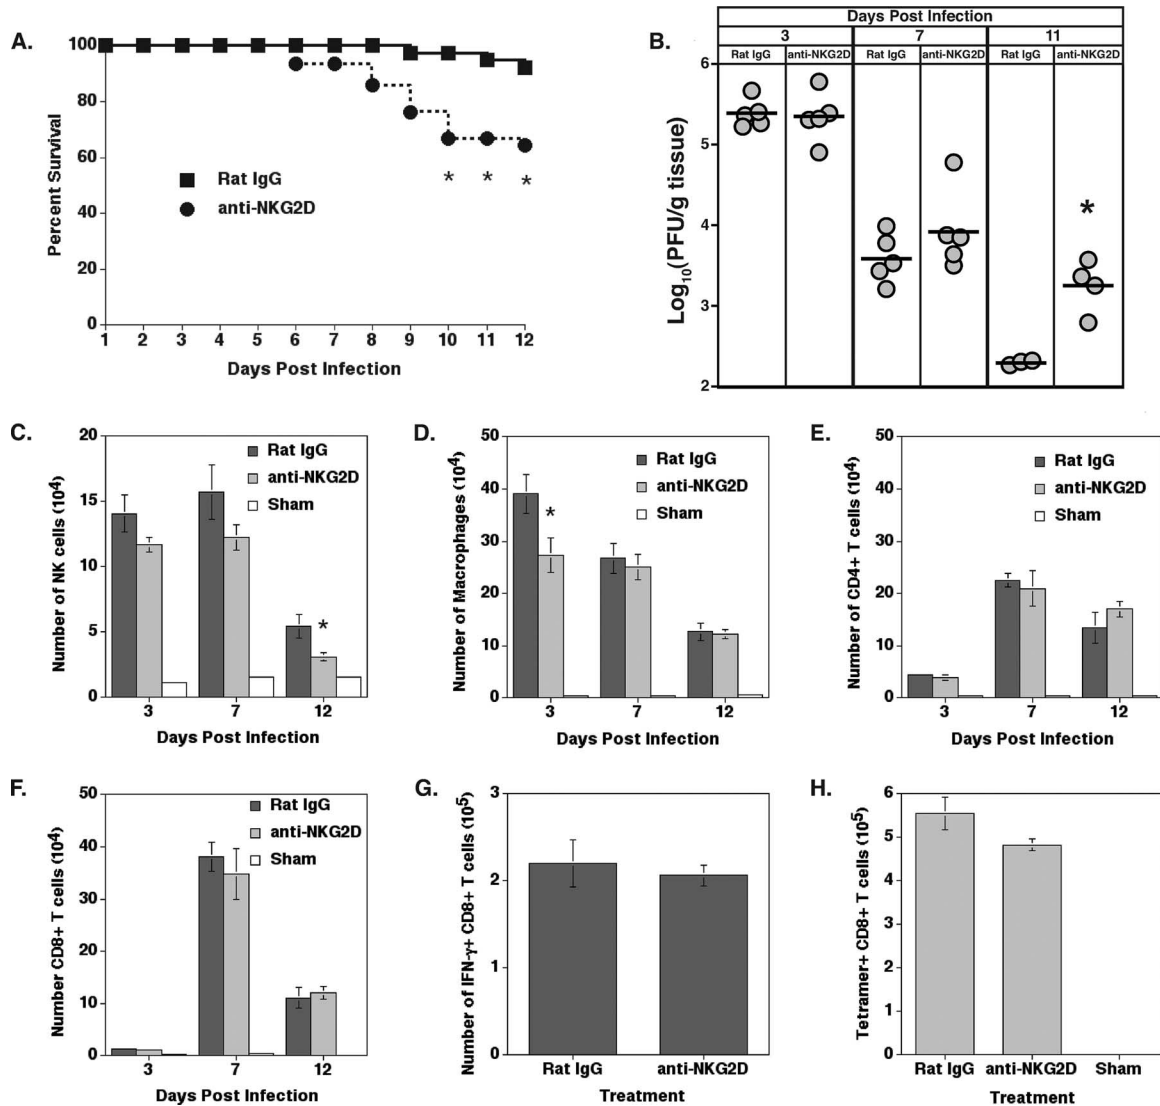 A.
Percent Survival
100
80
60
40
20
0
Rat IgG
anti-NKG2D
* * *
1 2 3 4 5 6 7 8 9 10 11 12
Days Post Infection
B.
Days Post Infection
3 7 11
Rat IgG anti-NKG2D Rat IgG anti-NKG2D Rat IgG anti-NKG2D
Log10(PFU/g tissue)
6
5
4
3
2
*
C.
Number of NK cells (10⁴)
20
15
10
5
0
Rat IgG
anti-NKG2D
Sham
*
3 7 12
Days Post Infection
D.
Number of Macrophages (10⁴)
50
40
30
20
10
0
Rat IgG
anti-NKG2D
Sham
*
3 7 12
Days Post Infection
E.
Number of CD4+ T cells (10⁴)
50
40
30
20
10
0
Rat IgG
anti-NKG2D
Sham
3 7 12
Days Post Infection
F.
Number CD8+ T cells (10⁴)
50
40
30
20
10
0
Rat IgG
anti-NKG2D
Sham
3 7 12
Days Post Infection
G.
Number of IFN-γ+ CD8+ T cells (10⁵)
3
2
1
0
Rat IgG anti-NKG2D
Treatment
H.
Tetramer+ CD8+ T cells (10⁵)
6
5
4
3
2
1
0
Rat IgG anti-NKG2D Sham
Treatment